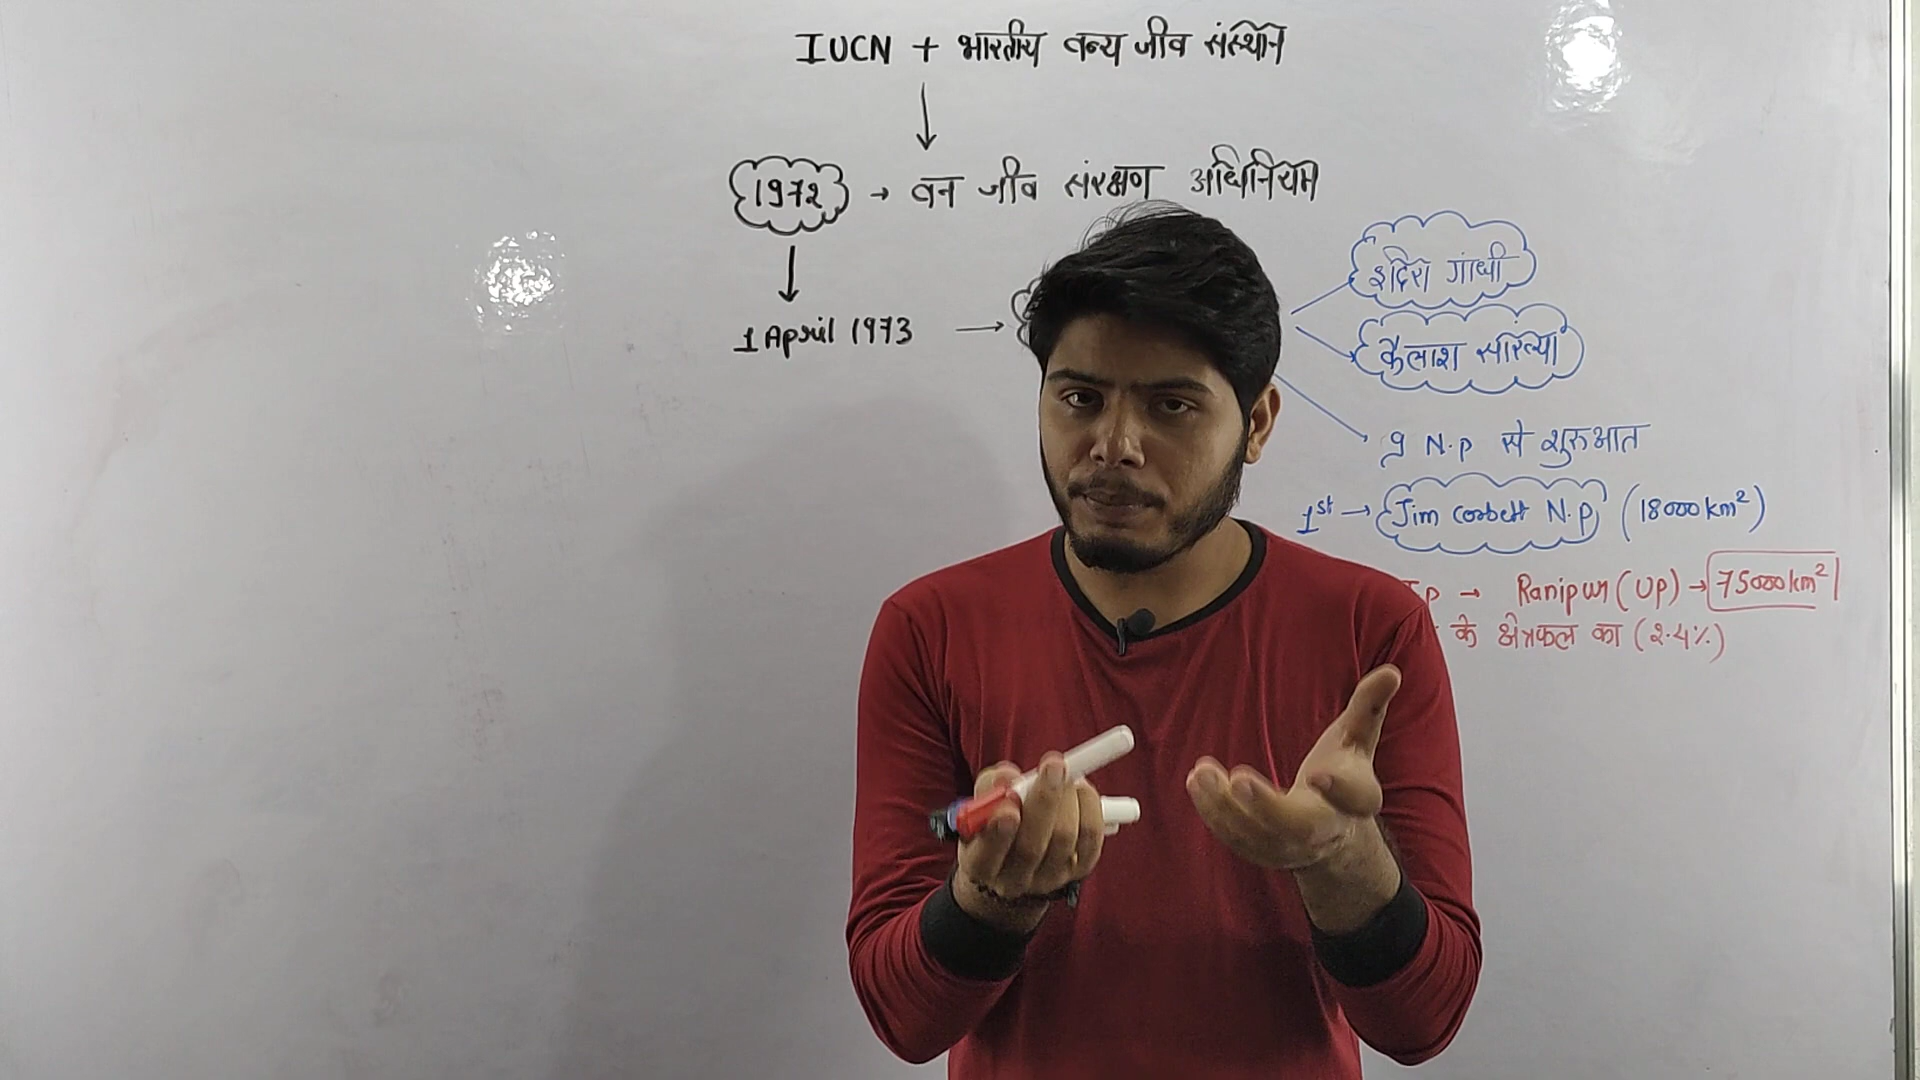 IUCN + भारतीय वन्य जीव संस्थान
1972 → वन जीव संरक्षण अधिनियम
1 April 1973 →
इंदिरा गांधी
कैलाश सांख्या
9 N.P से शुरुआत
1st → Jim corbett N.P (18000 km²)
→ Ranipur (UP) → 75000 km²
के क्षेत्रफल का (2.4%)